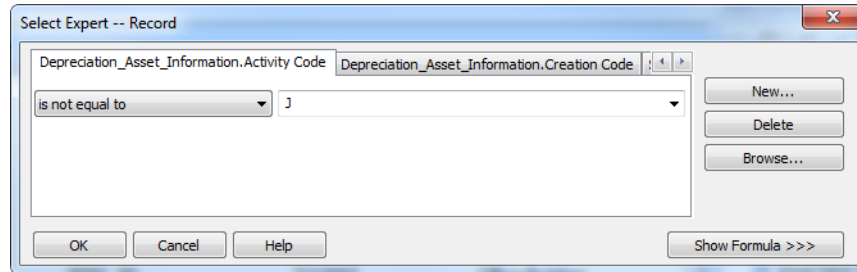 Select Expert -- Record
Depreciation_Asset_Information.Activity Code
Depreciation_Asset_Information.Creation Code
is not equal to
J
New...
Delete
Browse...
OK
Cancel
Help
Show Formula >>>